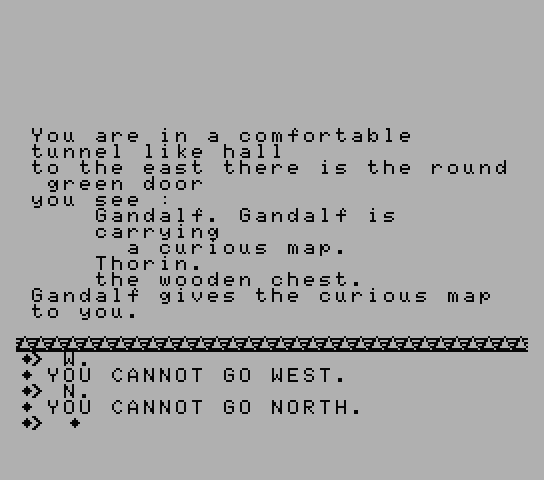 You are in a comfortable
tunnel like hall
to the east there is the round
green door
you see :
Gandalf. Gandalf is
carrying
a curious map.
Thorin.
the wooden chest.
Gandalf gives the curious map
to you.
> W.
YOU CANNOT GO WEST.
> N.
YOU CANNOT GO NORTH.
>